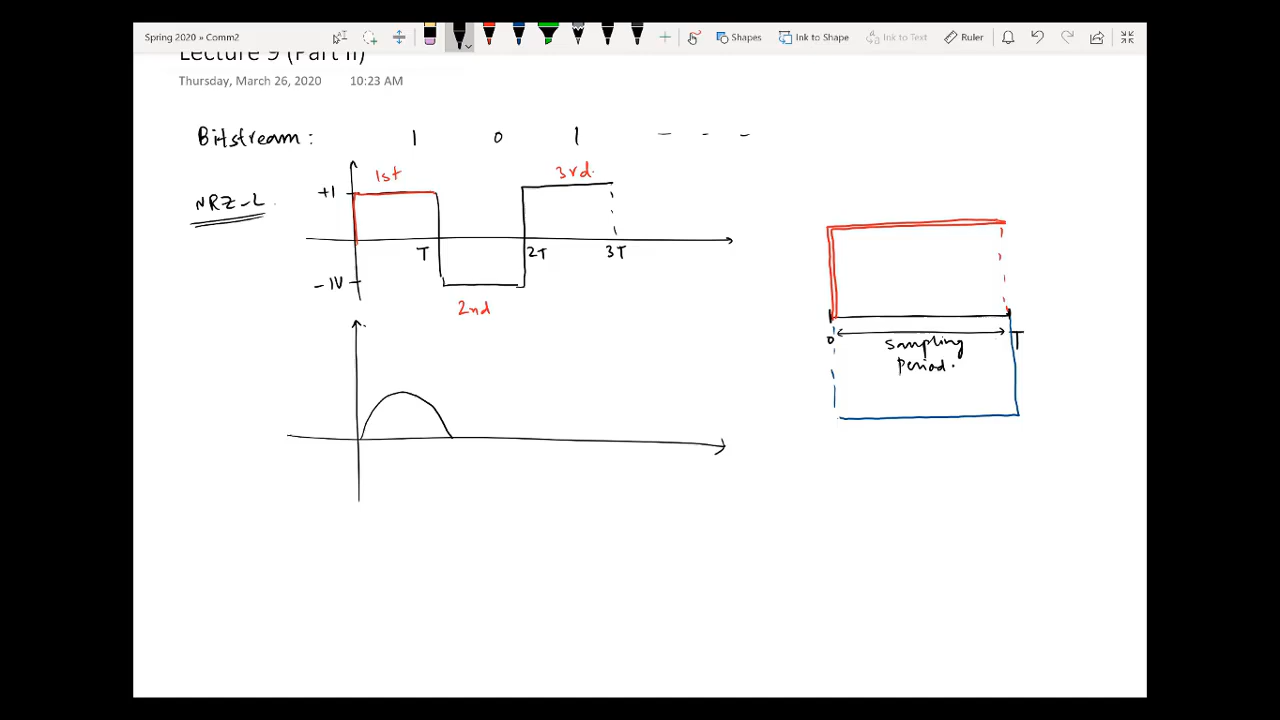 Spring 2020 » Comm2
Shapes
Ink to Shape
Ink to Text
Ruler
Lecture 9 (Part II)
Thursday, March 26, 2020 10:23 AM
Bitstream: 1 0 1 - - -
1st
3rd.
+1
NRZ-L
T 2T 3T
-1V
2nd
0 T
Sampling
Period.